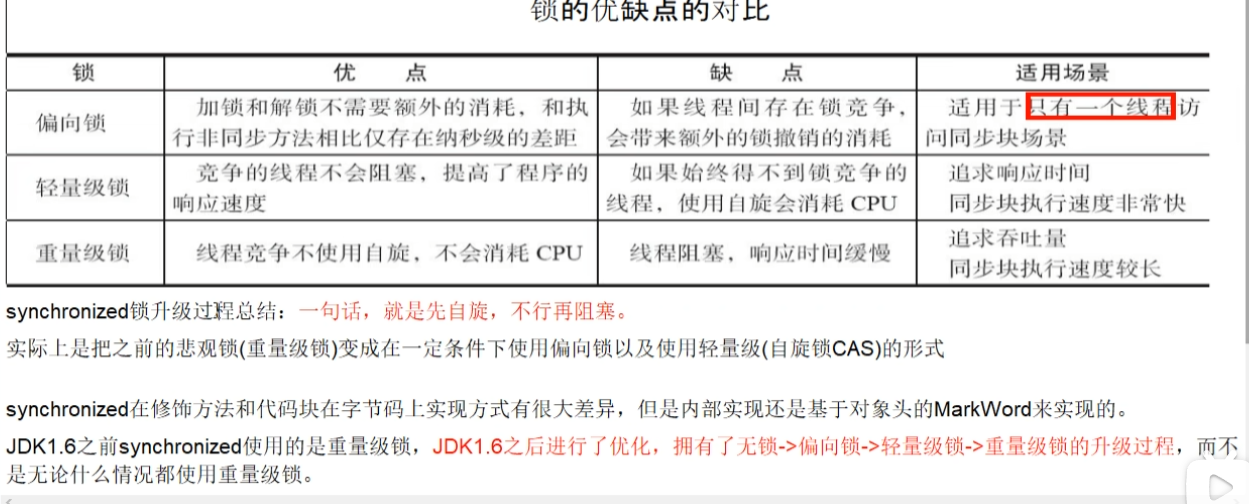 锁的优缺点的对比
锁 优 点 缺 点 适用场景
偏向锁 加锁和解锁不需要额外的消耗，和执行非同步方法相比仅存在纳秒级的差距 如果线程间存在锁竞争，会带来额外的锁撤销的消耗 适用于只有一个线程访问同步块场景
轻量级锁 竞争的线程不会阻塞，提高了程序的响应速度 如果始终得不到锁竞争的线程，使用自旋会消耗 CPU 追求响应时间 同步块执行速度非常快
重量级锁 线程竞争不使用自旋，不会消耗 CPU 线程阻塞，响应时间缓慢 追求吞吐量 同步块执行速度较长
synchronized锁升级过程总结：一句话，就是先自旋，不行再阻塞。
实际上是把之前的悲观锁(重量级锁)变成在一定条件下使用偏向锁以及使用轻量级(自旋锁CAS)的形式
synchronized在修饰方法和代码块在字节码上实现方式有很大差异，但是内部实现还是基于对象头的MarkWord来实现的。
JDK1.6之前synchronized使用的是重量级锁，JDK1.6之后进行了优化，拥有了无锁->偏向锁->轻量级锁->重量级锁的升级过程，而不
是无论什么情况都使用重量级锁。